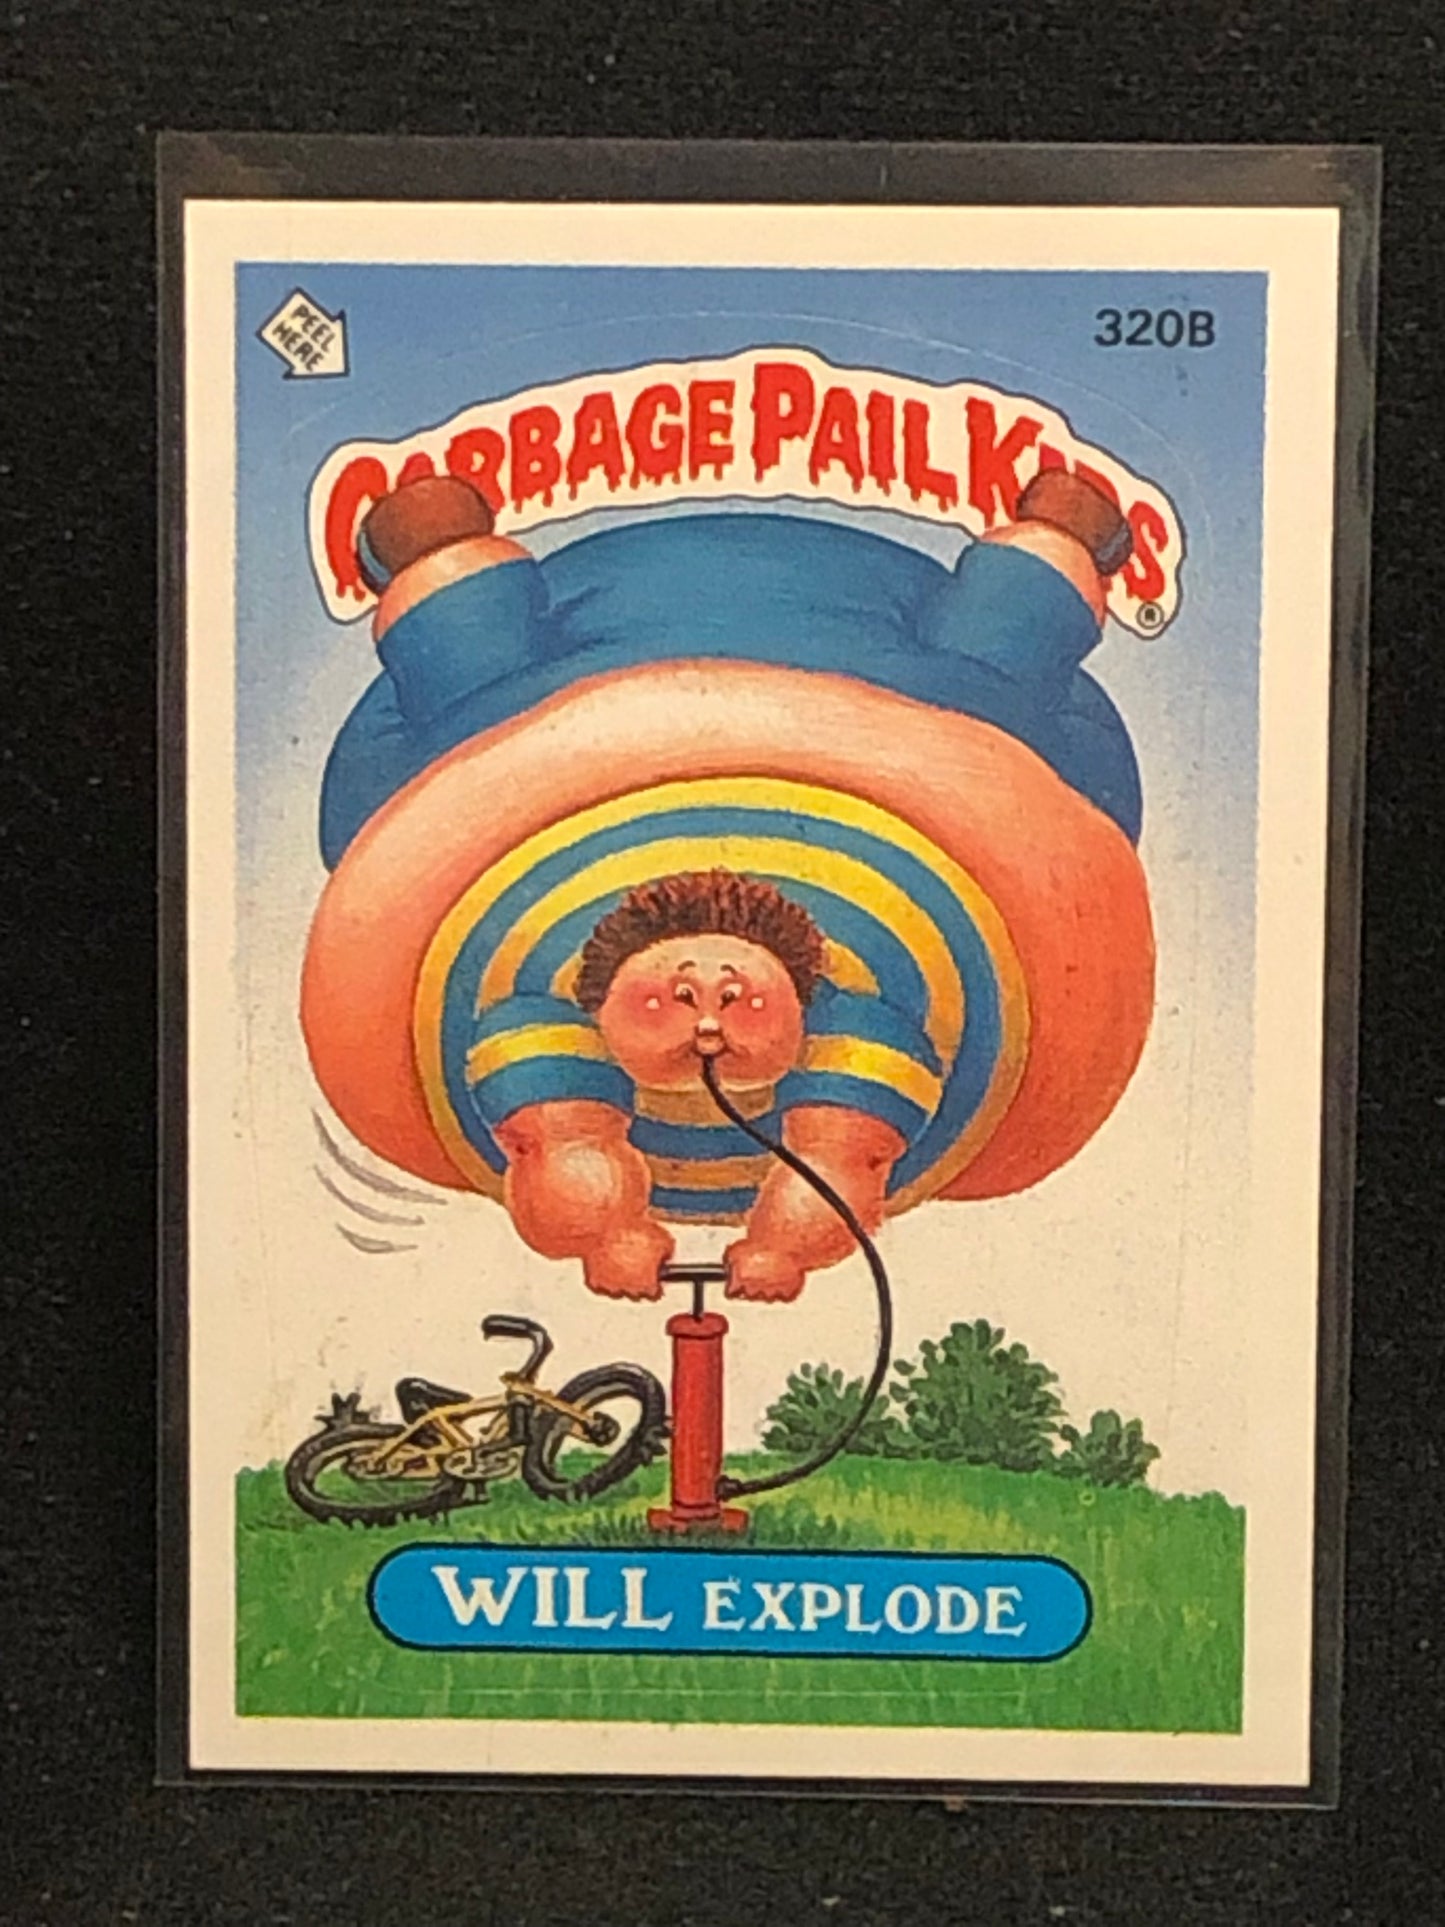 PEEL
HERE
320B
GARBAGE PAIL KIDS
®
WILL EXPLODE